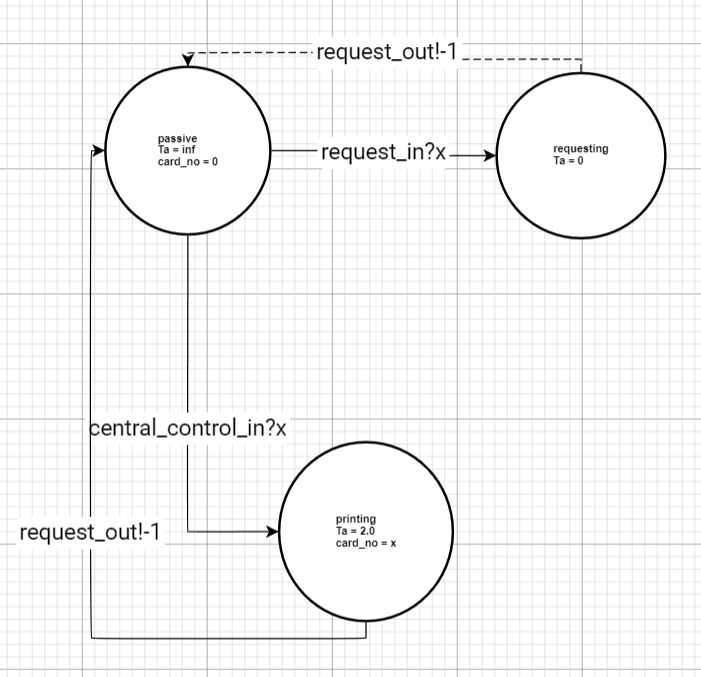 request_out!-1
passive
Ta = inf
card_no = 0
request_in?x
requesting
Ta = 0
central_control_in?x
request_out!-1
printing
Ta = 2.0
card_no = x